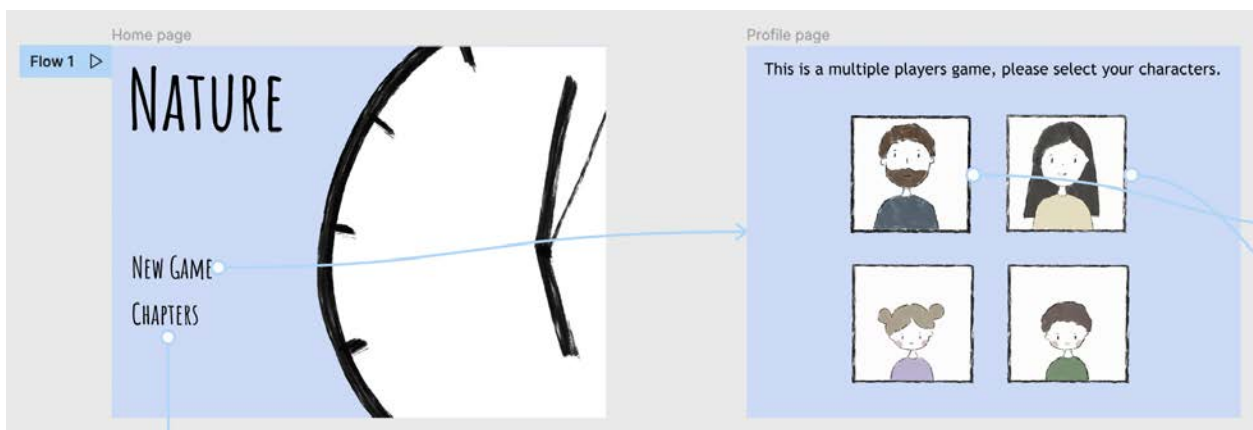 Home page
Profile page
Flow 1
NATURE
This is a multiple players game, please select your characters.
NEW GAME
CHAPTERS